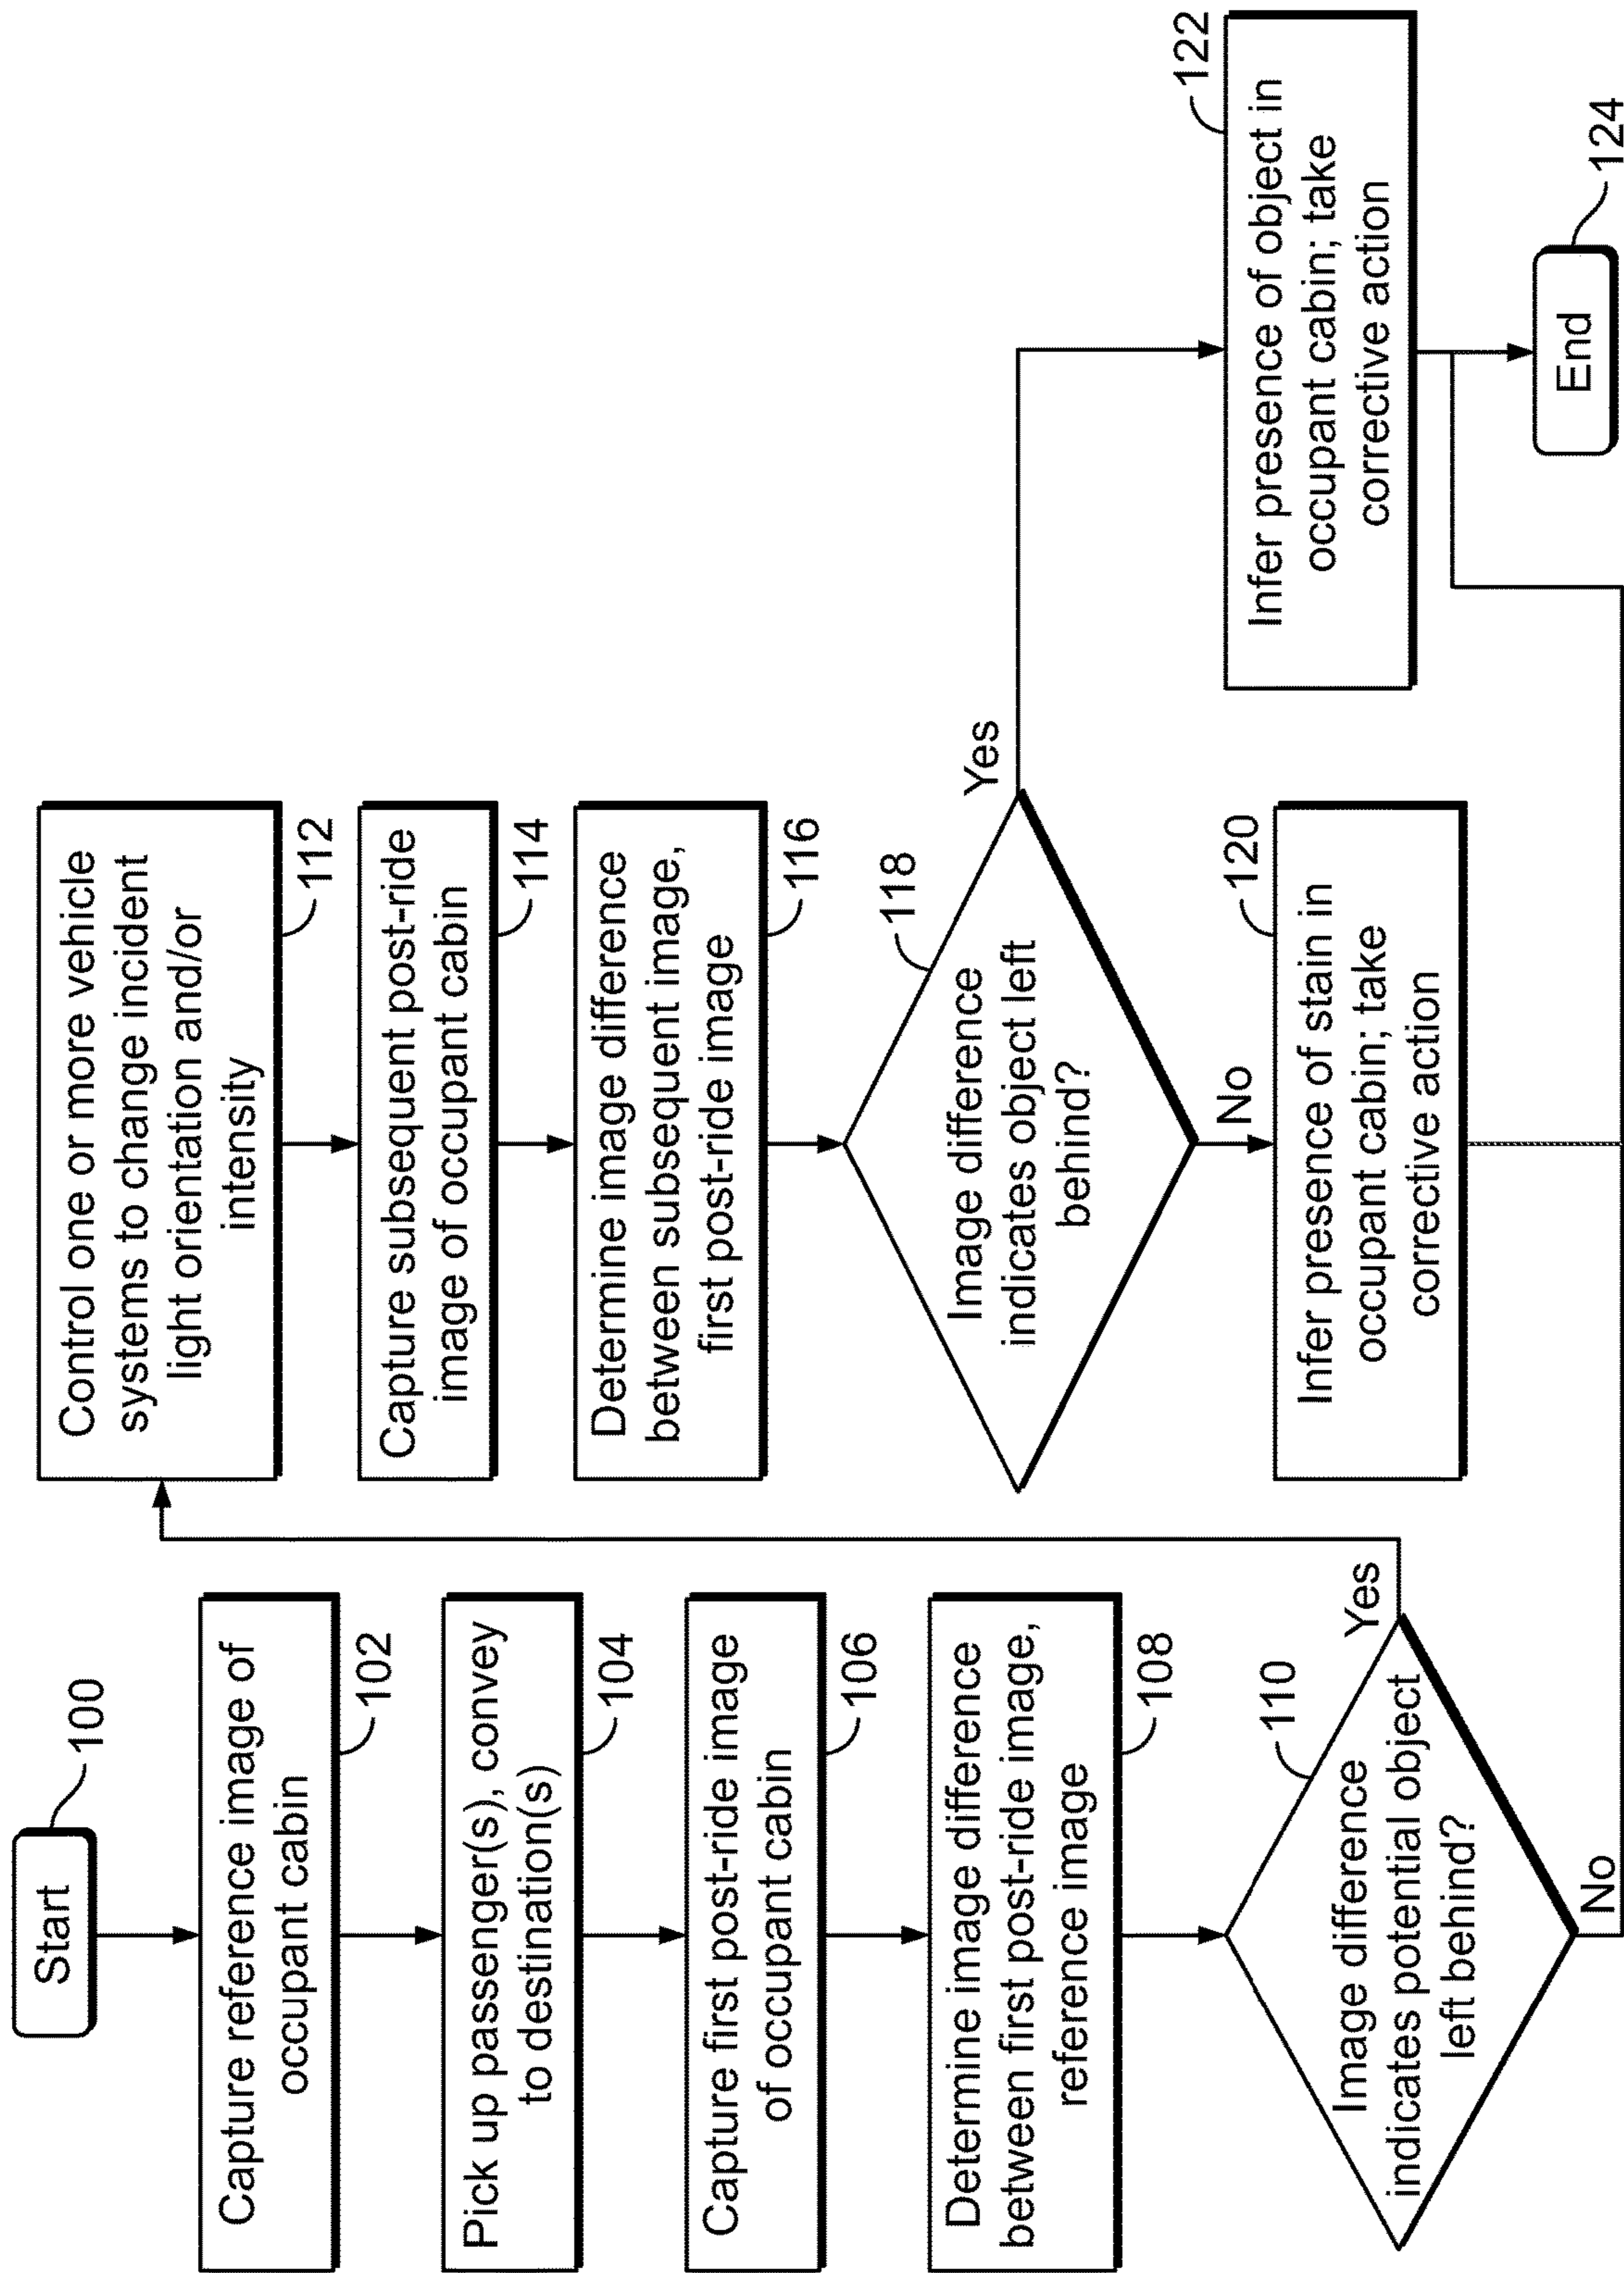 Start
100
Capture reference image of
occupant cabin
102
Pick up passenger(s), convey
to destination(s)
104
Capture first post-ride image
of occupant cabin
106
Determine image difference
between first post-ride image,
reference image
108
Image difference
indicates potential object
left behind?
110
Yes
No
Control one or more vehicle
systems to change incident
light orientation and/or
intensity
112
Capture subsequent post-ride
image of occupant cabin
114
Determine image difference
between subsequent image,
first post-ride image
116
Image difference
indicates object left
behind?
118
Yes
No
Infer presence of stain in
occupant cabin; take
corrective action
120
Infer presence of object in
occupant cabin; take
corrective action
122
End
124